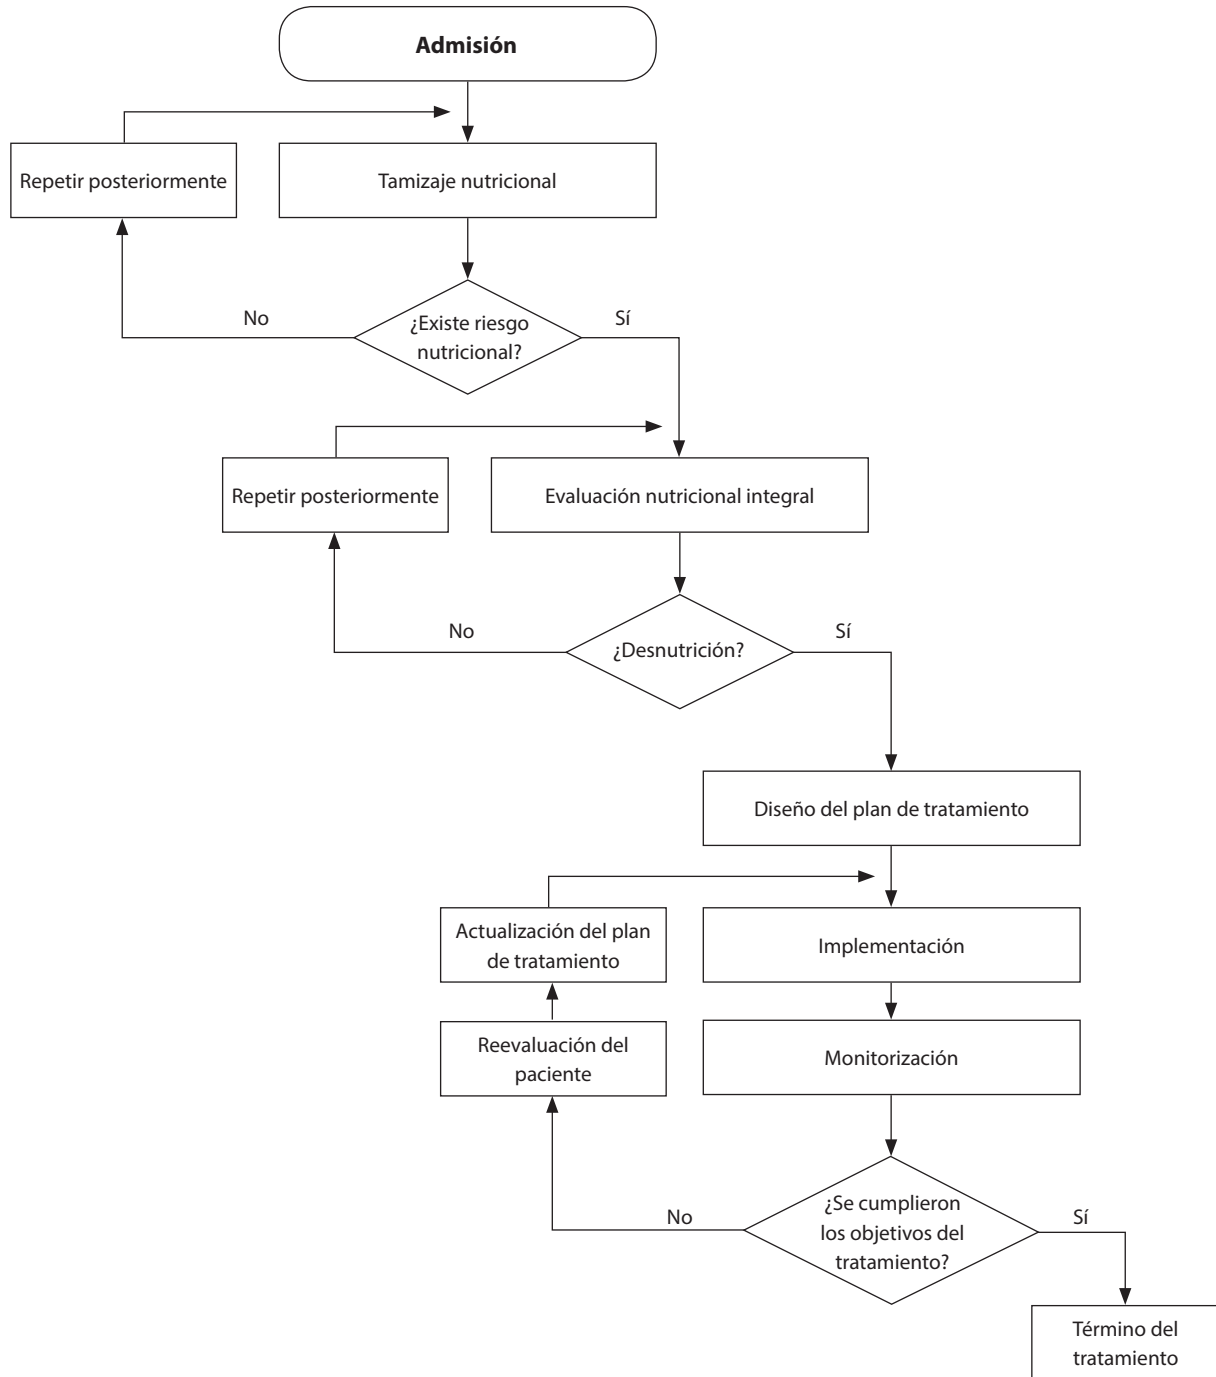 Admisión
Repetir posteriormente
Tamizaje nutricional
No
¿Existe riesgo
nutricional?
Sí
Repetir posteriormente
Evaluación nutricional integral
No
¿Desnutrición?
Sí
Diseño del plan de tratamiento
Actualización del plan
de tratamiento
Implementación
Reevaluación del
paciente
Monitorización
No
¿Se cumplieron
los objetivos del
tratamiento?
Sí
Término del
tratamiento